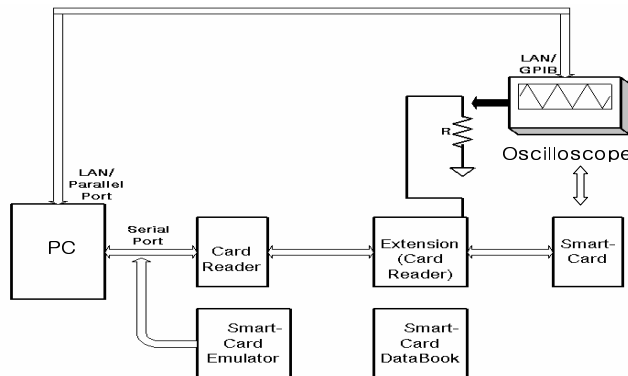 LAN/
GPIB
R
Oscilloscope
LAN/
Parallel
Port
Serial
Port
PC
Card
Reader
Extension
(Card
Reader)
Smart-
Card
Smart-
Card
Emulator
Smart-
Card
DataBook